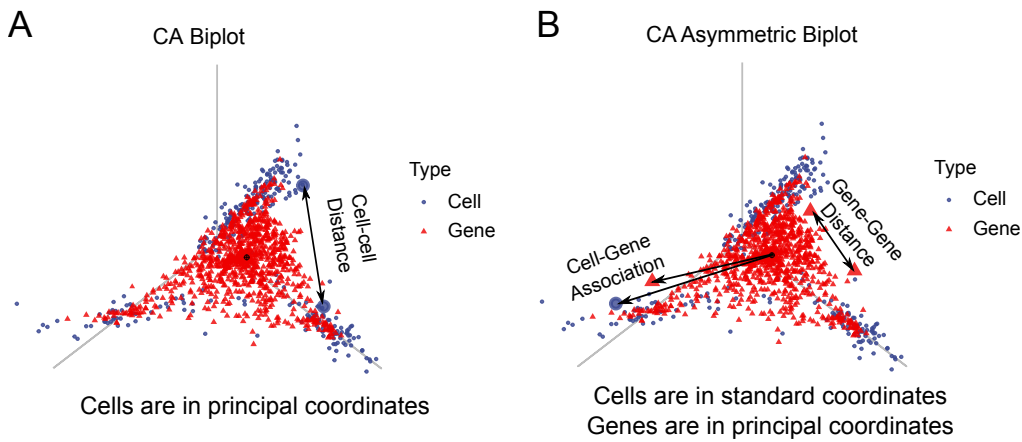 A
CA Biplot
Cell-cell
Distance
Type
Cell
Gene
Cells are in principal coordinates
B
CA Asymmetric Biplot
Gene-Gene
Distance
Cell-Gene
Association
Type
Cell
Gene
Cells are in standard coordinates
Genes are in principal coordinates